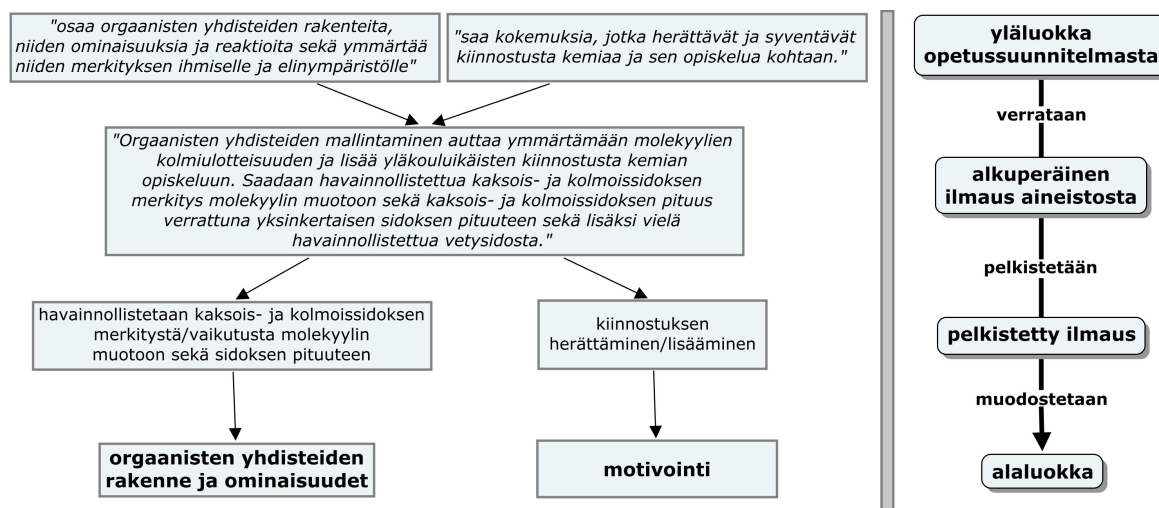 "osaa orgaanisten yhdisteiden rakenteita,
niiden ominaisuuksia ja reaktioita sekä ymmärtää
niiden merkityksen ihmiselle ja elinympäristölle"
"saa kokemuksia, jotka herättävät ja syventävät
kiinnostusta kemiaa ja sen opiskelua kohtaan."
"Orgaanisten yhdisteiden mallintaminen auttaa ymmärtämään molekyylien
kolmiulotteisuuden ja lisää yläkouluikäisten kiinnostusta kemian
opiskeluun. Saadaan havainnollistettua kaksois- ja kolmoissidoksen
merkitys molekyylin muotoon sekä kaksois- ja kolmoissidoksen pituus
verrattuna yksinkertaisen sidoksen pituuteen sekä lisäksi vielä
havainnollistettua vetysidosta."
havainnollistetaan kaksois- ja kolmoissidoksen
merkitystä/vaikutusta molekyylin
muotoon sekä sidoksen pituuteen
kiinnostuksen
herättäminen/lisääminen
orgaanisten yhdisteiden
rakenne ja ominaisuudet
motivointi
yläluokka
opetussuunnitelmasta
verrataan
alkuperäinen
ilmaus aineistosta
pelkistetään
pelkistetty ilmaus
muodostetaan
alaluokka